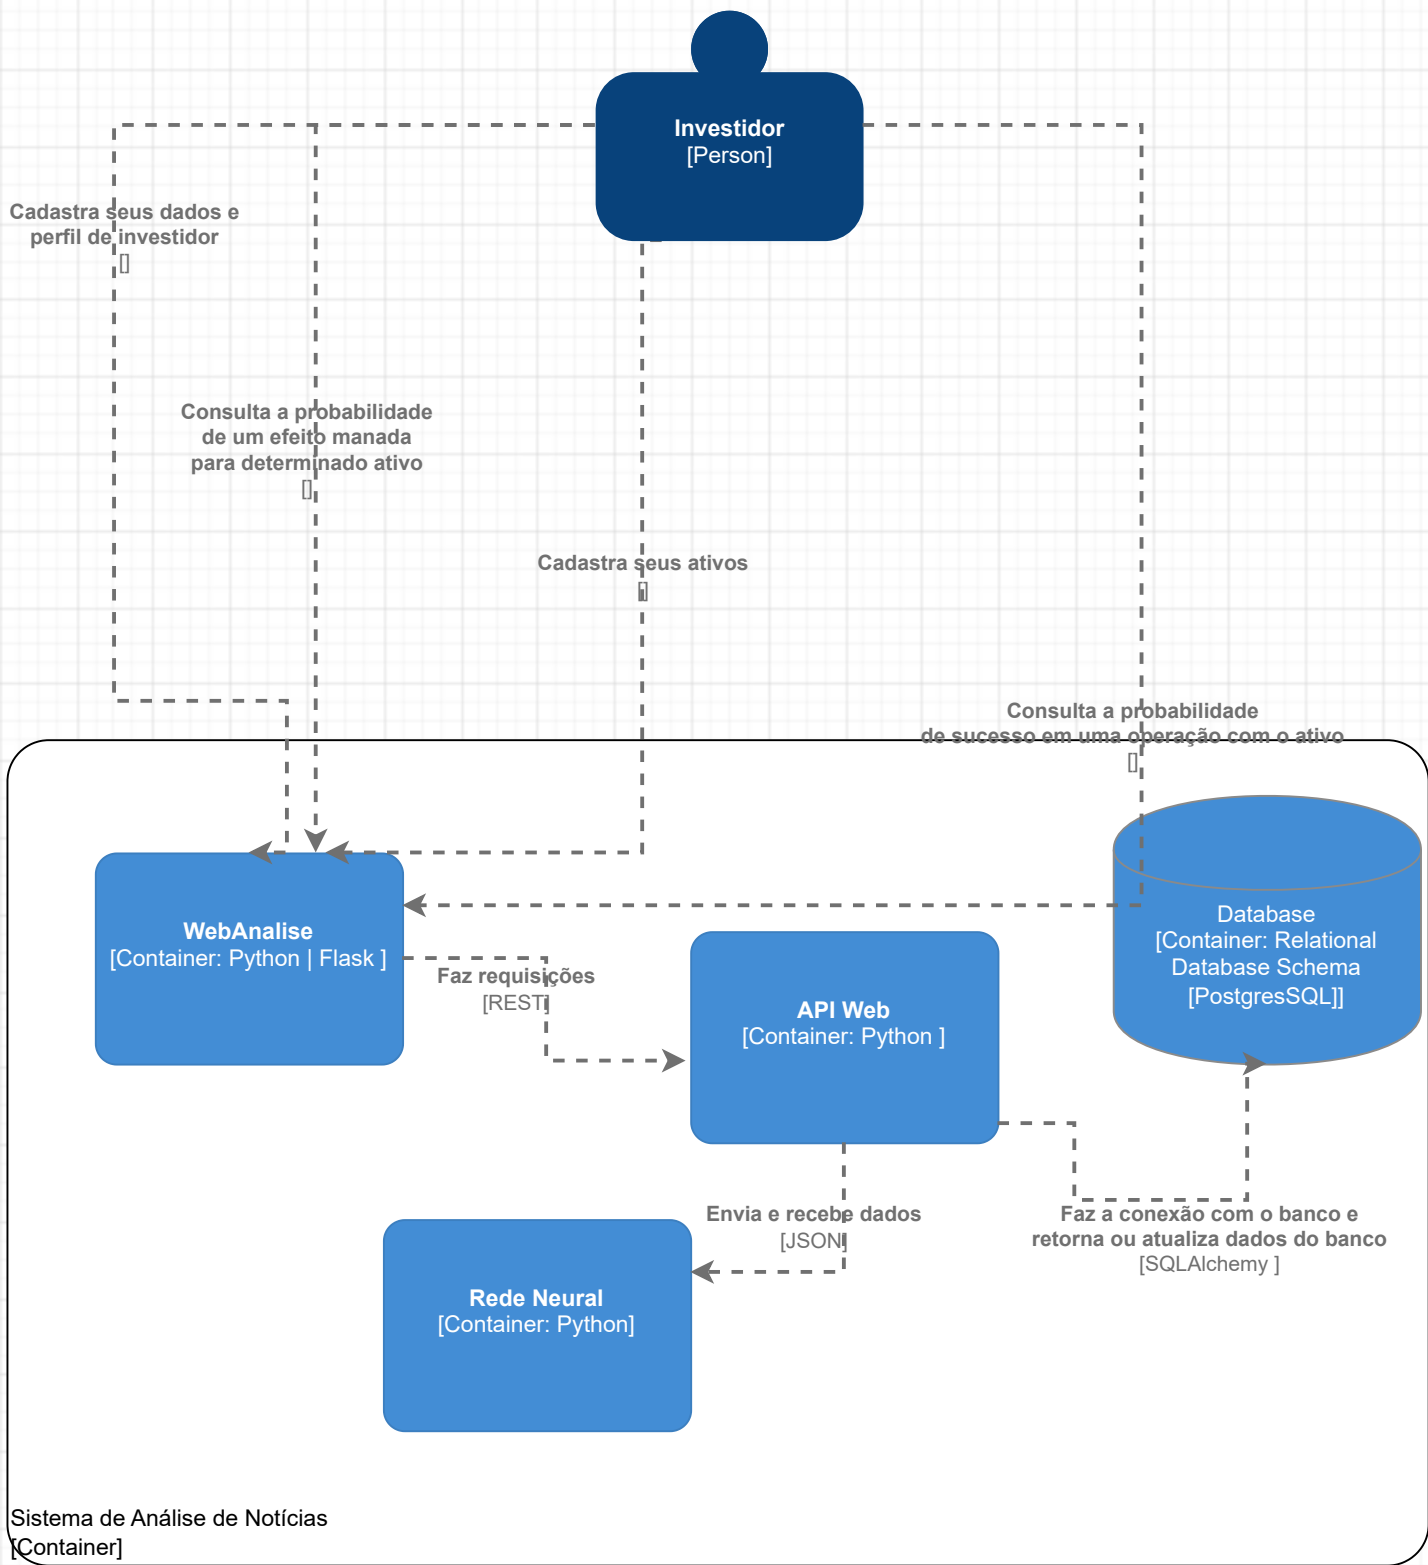 Investidor
[Person]
Cadastra seus dados e
perfil de investidor
[]
Consulta a probabilidade
de um efeito manada
para determinado ativo
[]
Cadastra seus ativos
[]
Consulta a probabilidade
de sucesso em uma operação com o ativo
[]
WebAnalise
[Container: Python | Flask ]
Faz requisições
[REST]
API Web
[Container: Python ]
Database
[Container: Relational
Database Schema
[PostgresSQL]]
Envia e recebe dados
[JSON]
Faz a conexão com o banco e
retorna ou atualiza dados do banco
[SQLAlchemy ]
Rede Neural
[Container: Python]
Sistema de Análise de Notícias
[Container]